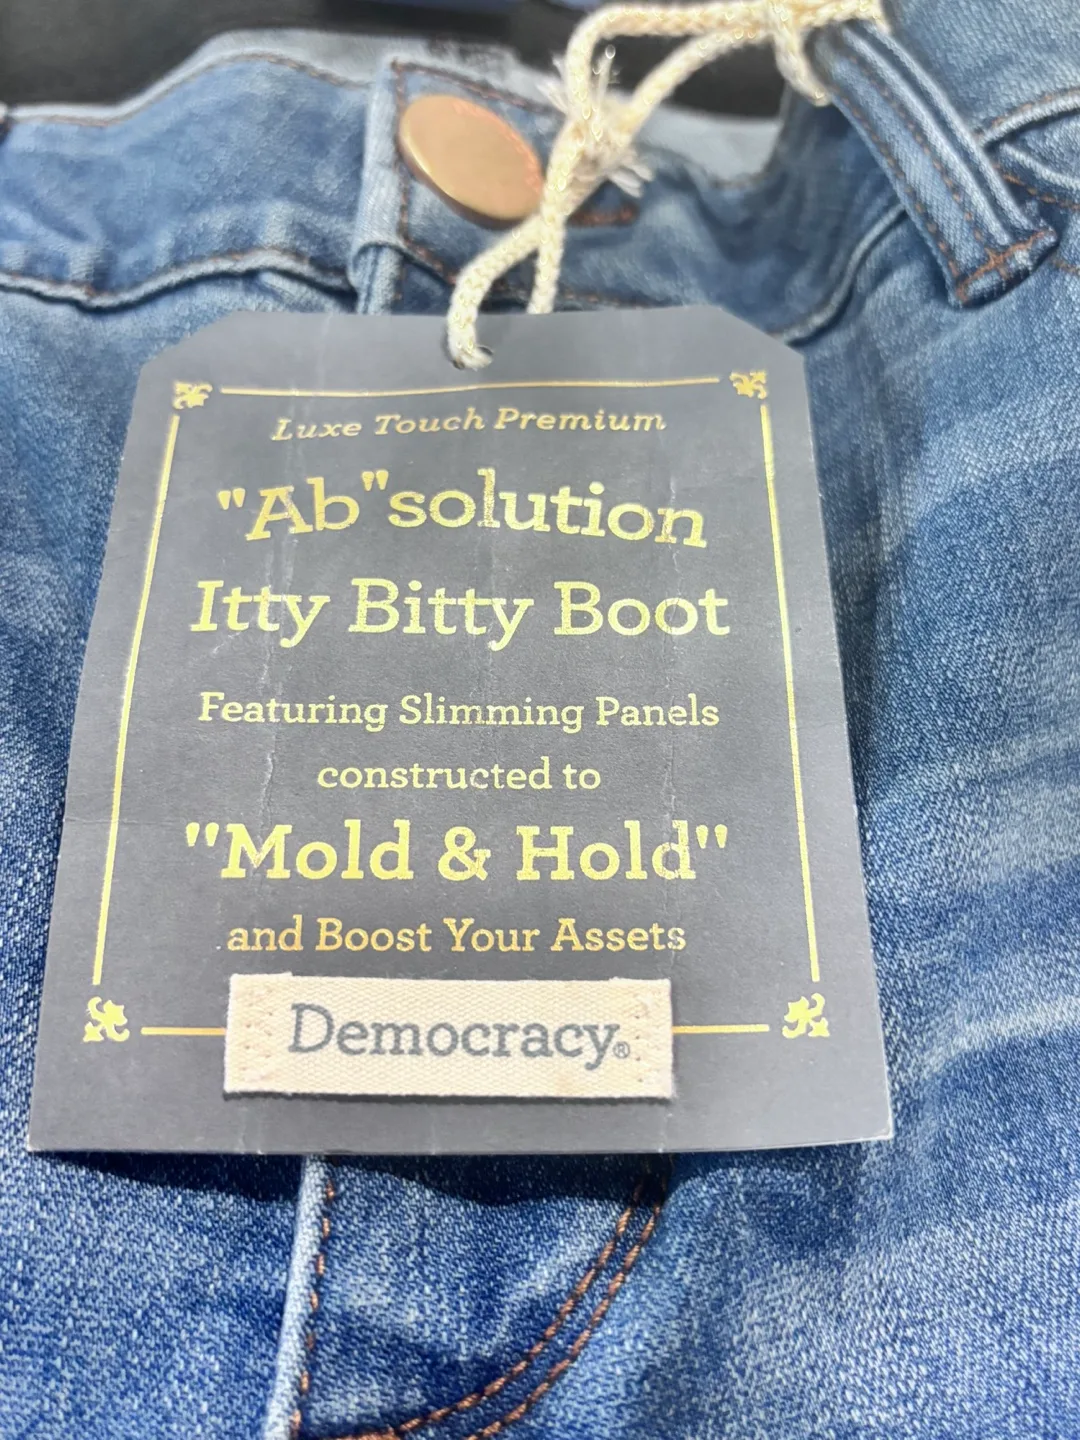 Luxe Touch Premium
"Ab"solution
Itty Bitty Boot
Featuring Slimming Panels
constructed to
"Mold & Hold"
and Boost Your Assets
Democracy®